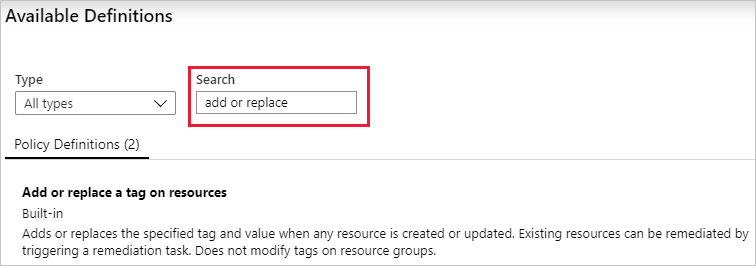 Available Definitions
Type
Search
All types
add or replace
Policy Definitions (2)
Add or replace a tag on resources
Built-in
Adds or replaces the specified tag and value when any resource is created or updated. Existing resources can be remediated by
triggering a remediation task. Does not modify tags on resource groups.